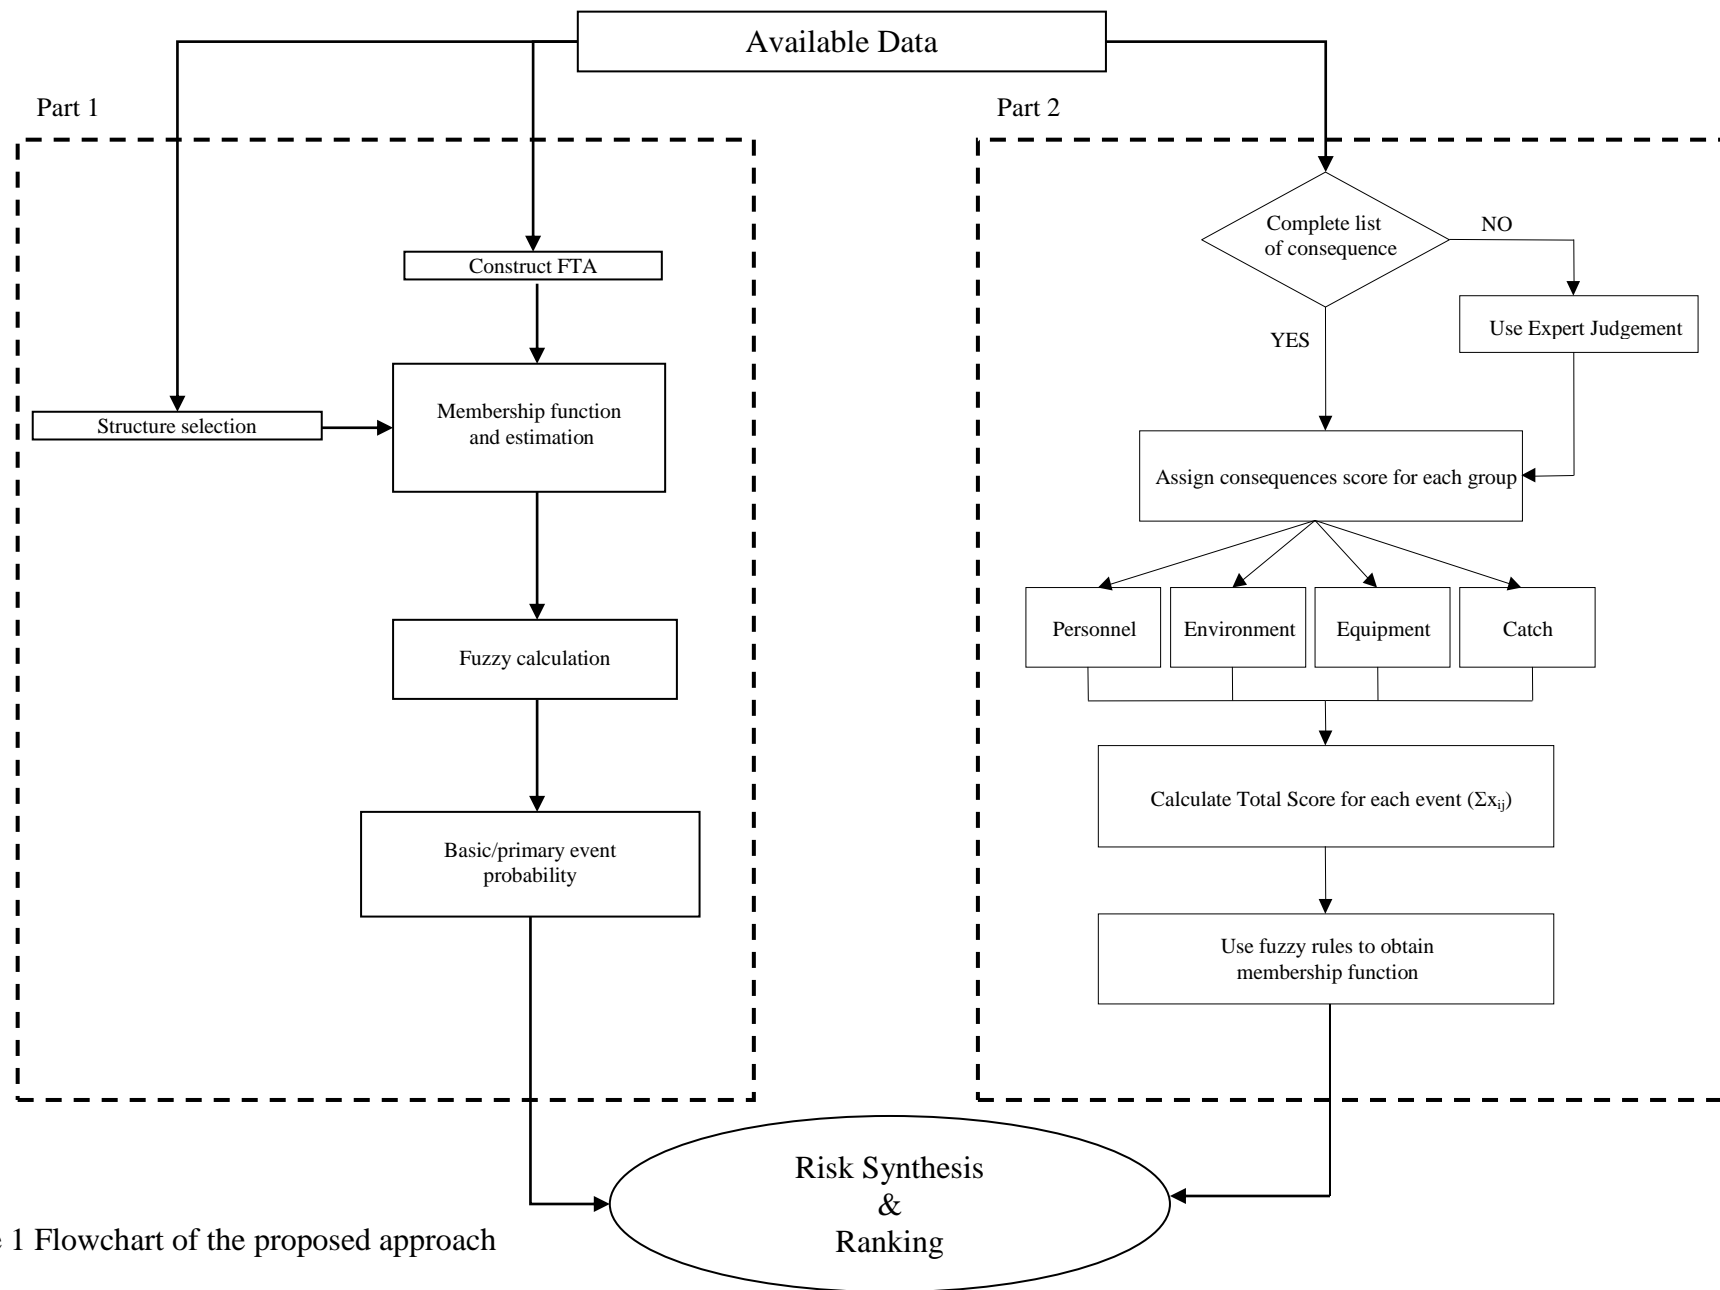 Available Data
Part 1
Part 2
Construct FTA
Structure selection
Membership function
and estimation
Fuzzy calculation
Basic/primary event
probability
Complete list
of consequence
NO
YES
Use Expert Judgement
Assign consequences score for each group
Personnel
Environment
Equipment
Catch
Calculate Total Score for each event (Σxij)
Use fuzzy rules to obtain
membership function
Risk Synthesis
&
Ranking
1 Flowchart of the proposed approach